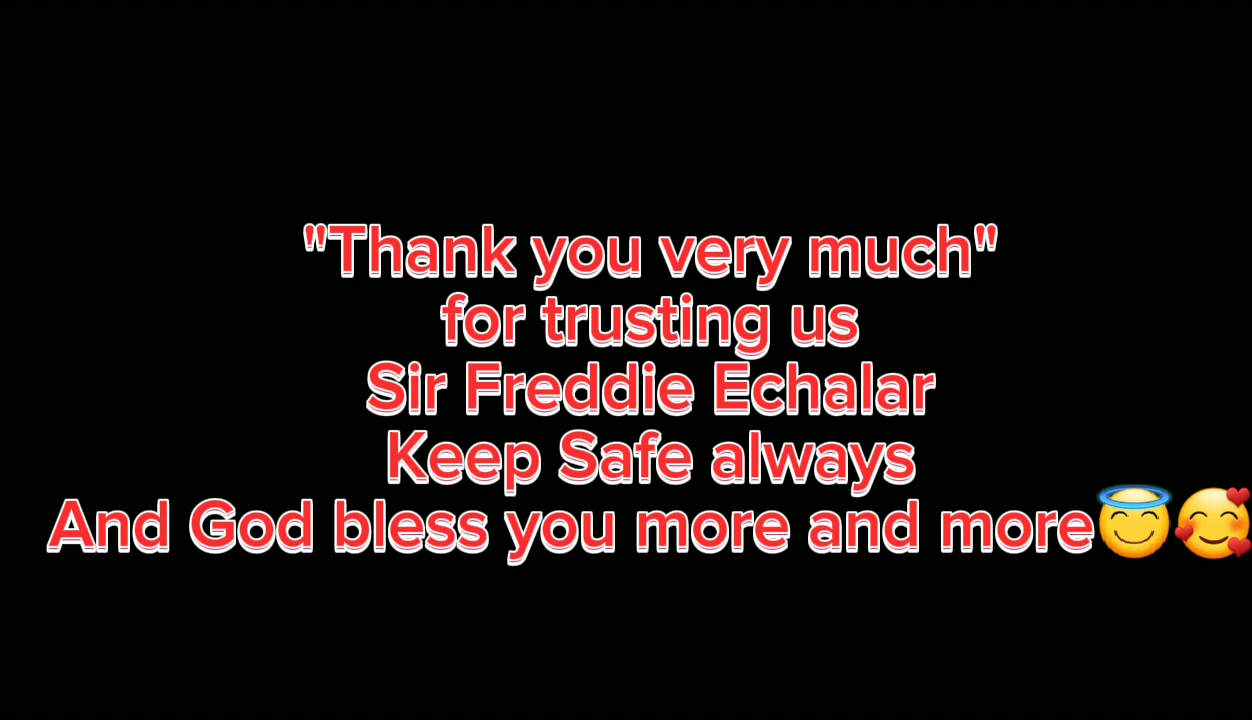 "Thank you very much"
for trusting us
Sir Freddie Echalar
Keep Safe always
And God bless you more and more😇🥰